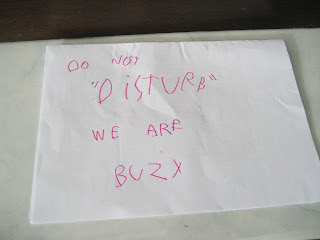 DO NOT
"DiSTURB"
WE ARE
BUZY